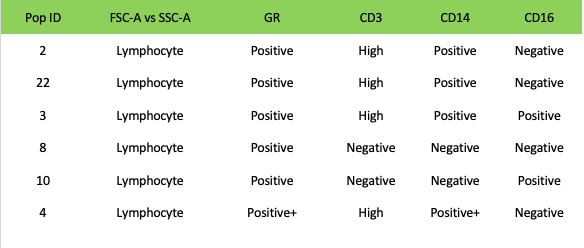 Pop ID FSC-A vs SSC-A GR CD3 CD14 CD16
2 Lymphocyte Positive High Positive Negative
22 Lymphocyte Positive High Positive Negative
3 Lymphocyte Positive High Positive Positive
8 Lymphocyte Positive Negative Negative Negative
10 Lymphocyte Positive Negative Negative Positive
4 Lymphocyte Positive+ High Positive+ Negative